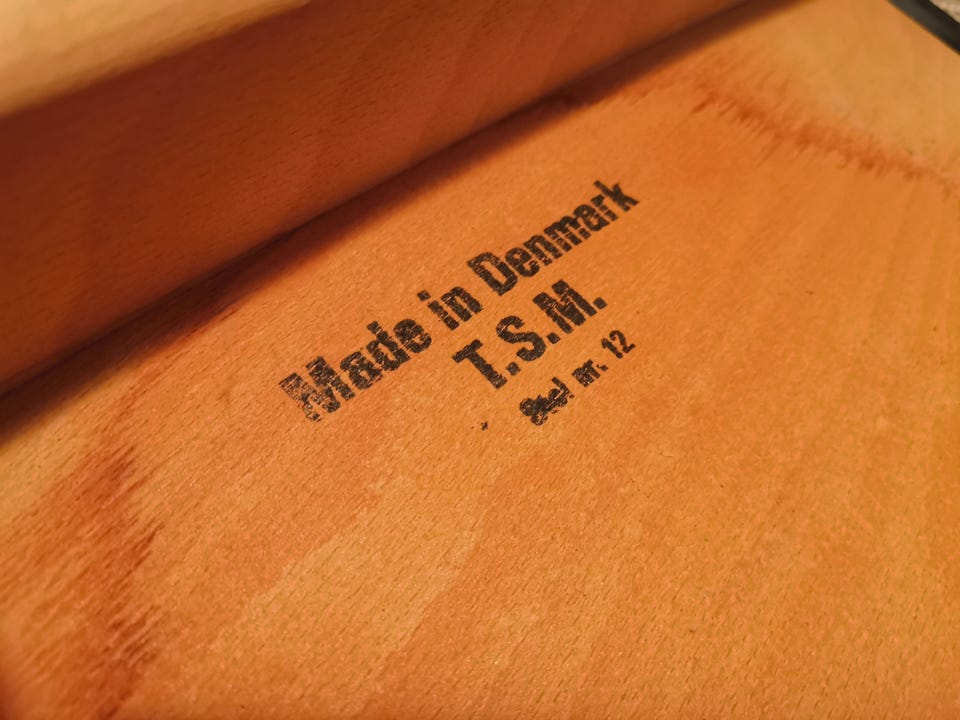 Made in Denmark
T.S.M.
Stel nr. 12